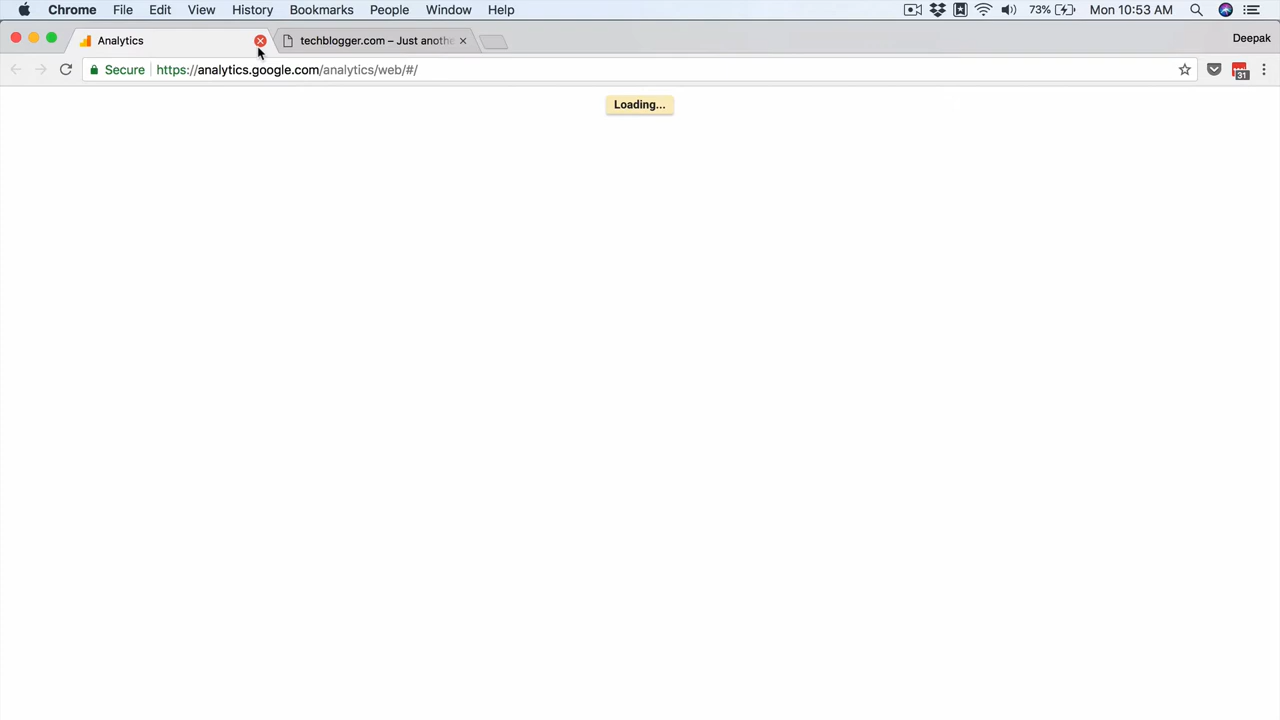 Chrome File Edit View History Bookmarks People Window Help 73% Mon 10:53 AM
Analytics techblogger.com – Just anothe Deepak
Secure https://analytics.google.com/analytics/web/#/ 31
Loading...